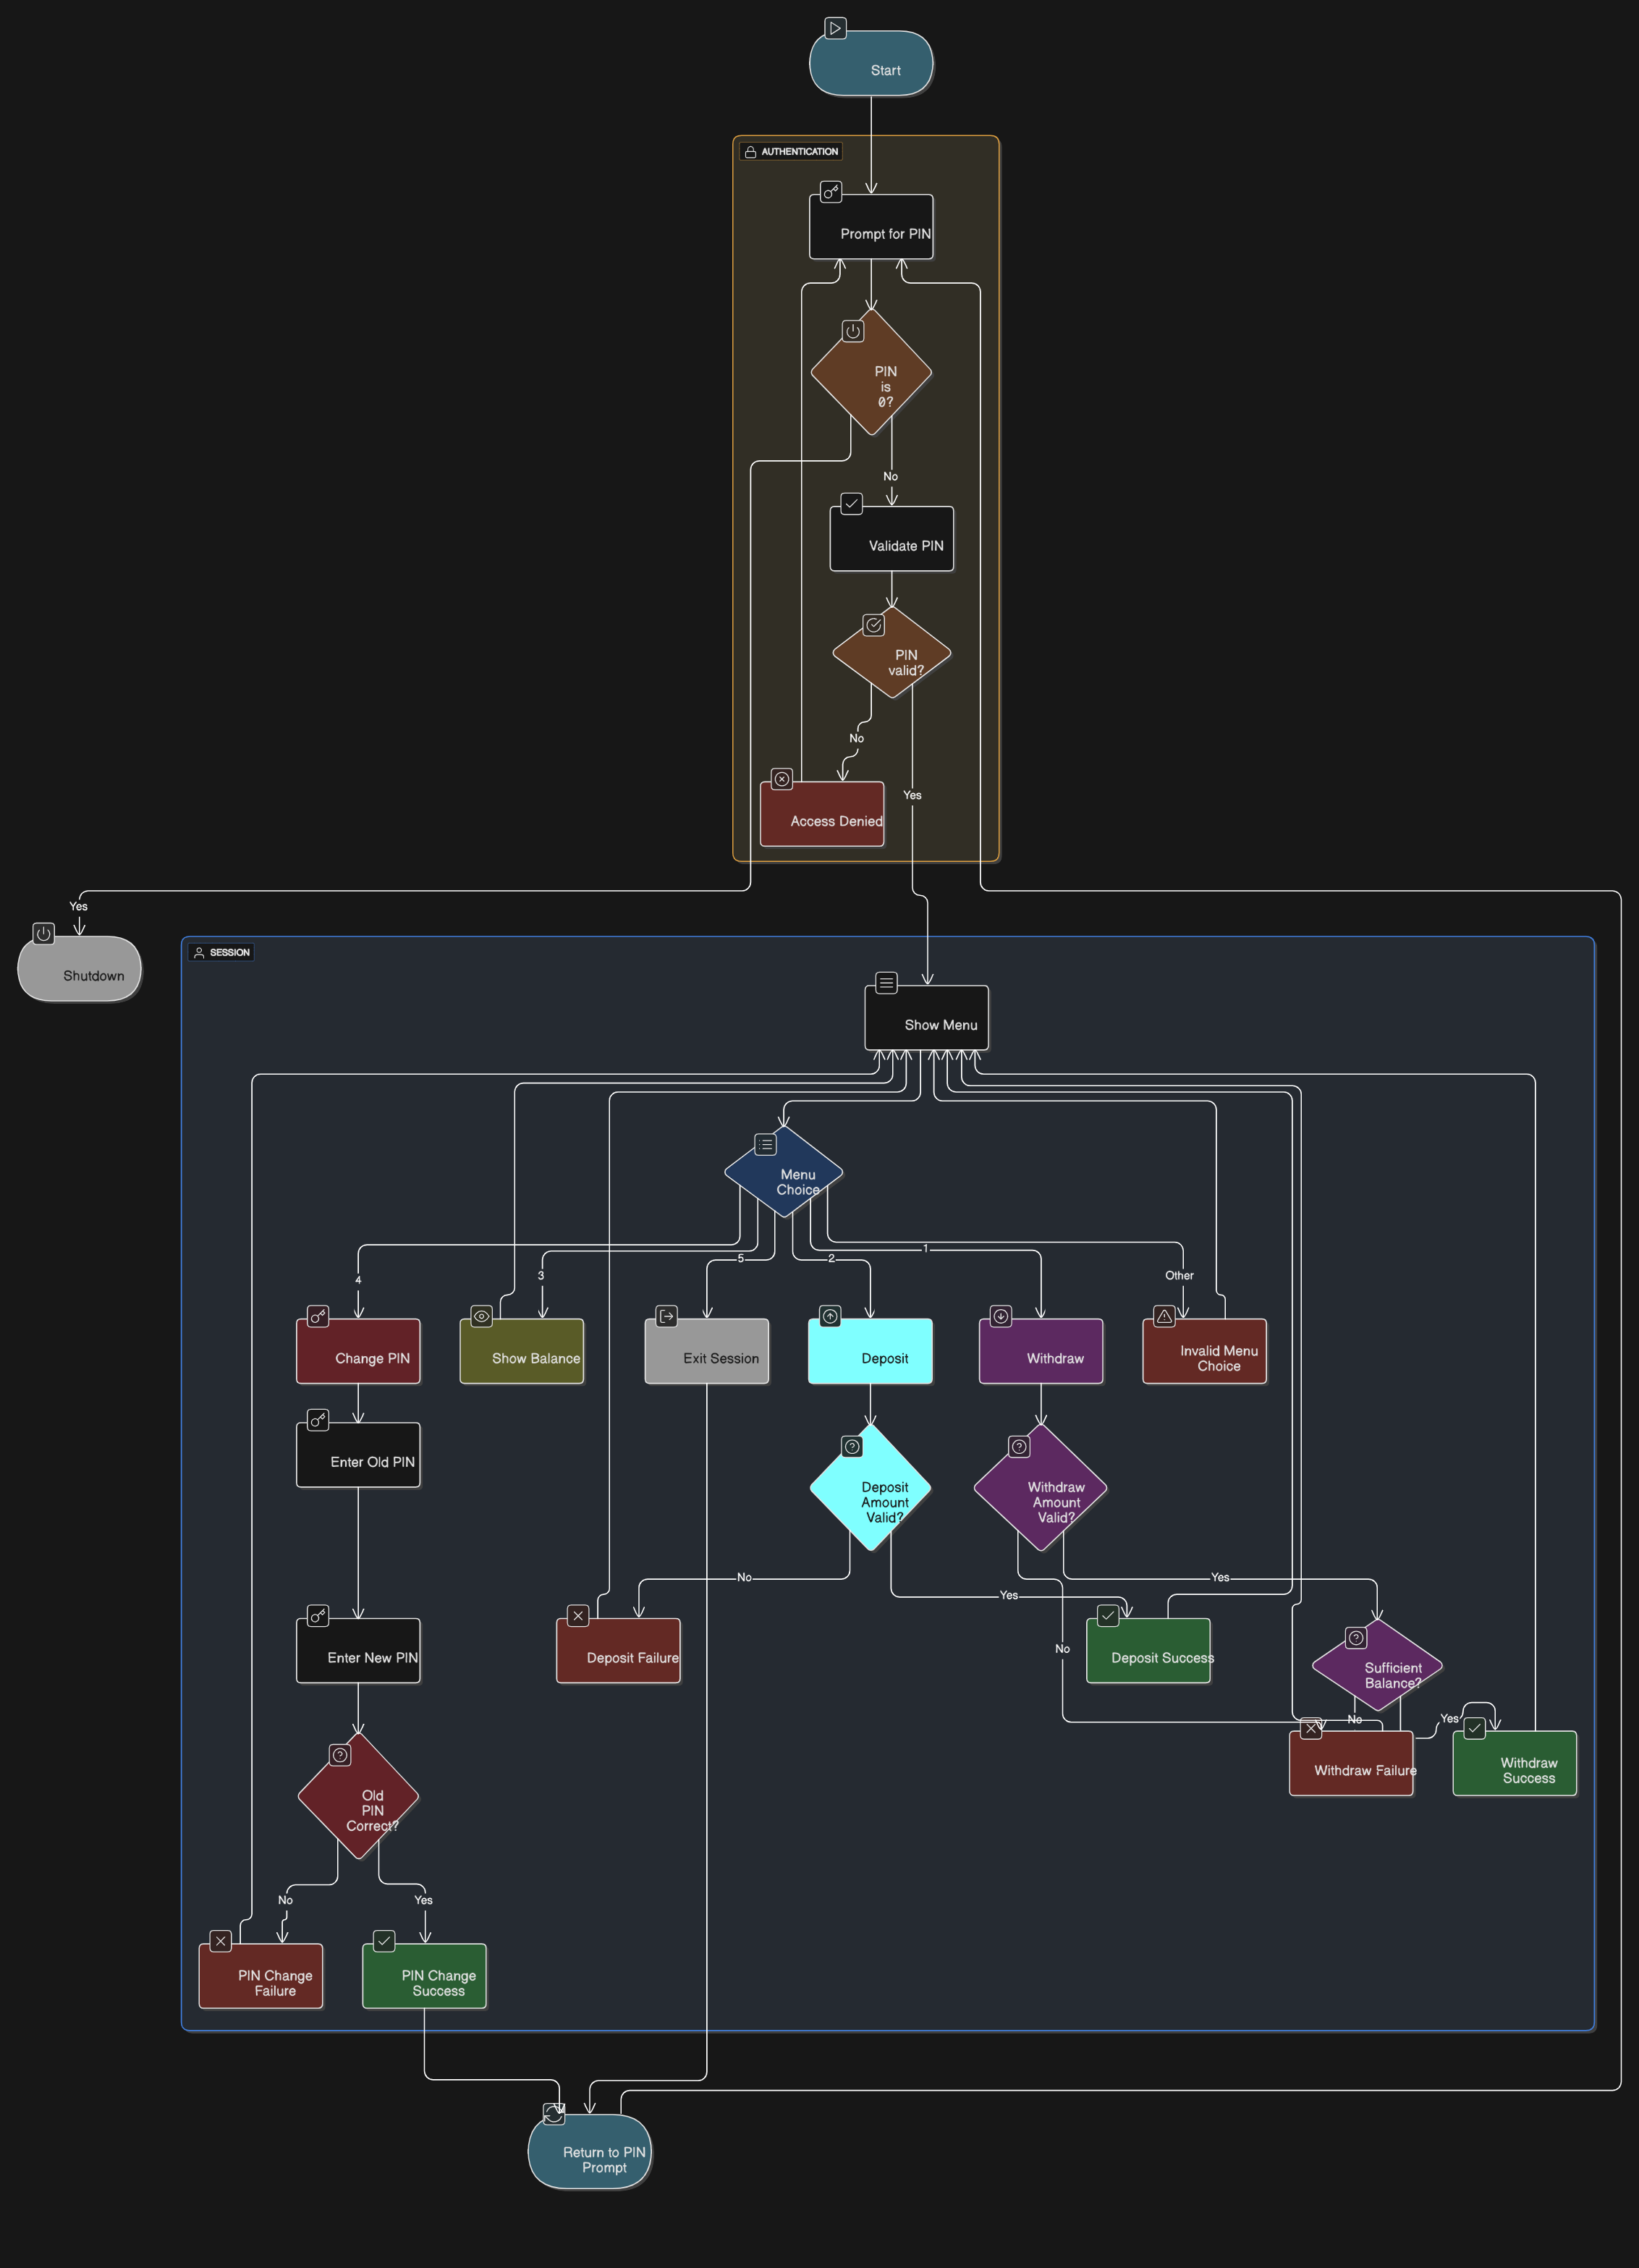 Start
AUTHENTICATION
Prompt for PIN
PIN
is
0?
No
Validate PIN
PIN
valid?
No
Yes
Access Denied
Yes
Shutdown
SESSION
Show Menu
Menu
Choice
4
3
5
2
1
Other
Change PIN
Show Balance
Exit Session
Deposit
Withdraw
Invalid Menu
Choice
Enter Old PIN
Deposit
Amount
Valid?
Withdraw
Amount
Valid?
No
Yes
Yes
No
Enter New PIN
Deposit Failure
Deposit Success
Sufficient
Balance?
No
Yes
Withdraw Failure
Withdraw
Success
Old
PIN
Correct?
No
Yes
PIN Change
Failure
PIN Change
Success
Return to PIN
Prompt